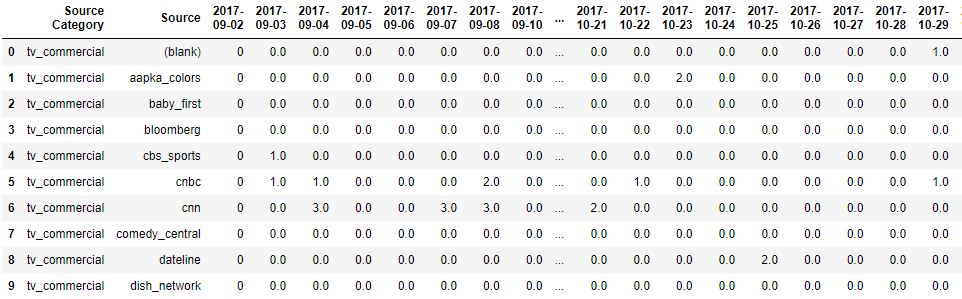 Source Category Source 2017-09-02 2017-09-03 2017-09-04 2017-09-05 2017-09-06 2017-09-07 2017-09-08 2017-09-10 ... 2017-10-21 2017-10-22 2017-10-23 2017-10-24 2017-10-25 2017-10-26 2017-10-27 2017-10-28 2017-10-29
0 tv_commercial (blank) 0 0.0 0.0 0.0 0.0 0.0 0.0 0.0 ... 0.0 0.0 0.0 0.0 0.0 0.0 0.0 0.0 1.0
1 tv_commercial aapka_colors 0 0.0 0.0 0.0 0.0 0.0 0.0 0.0 ... 0.0 0.0 2.0 0.0 0.0 0.0 0.0 0.0 0.0
2 tv_commercial baby_first 0 0.0 0.0 0.0 0.0 0.0 0.0 0.0 ... 0.0 0.0 0.0 0.0 0.0 0.0 0.0 0.0 0.0
3 tv_commercial bloomberg 0 0.0 0.0 0.0 0.0 0.0 0.0 0.0 ... 0.0 0.0 0.0 0.0 0.0 0.0 0.0 0.0 0.0
4 tv_commercial cbs_sports 0 1.0 0.0 0.0 0.0 0.0 0.0 0.0 ... 0.0 0.0 0.0 0.0 0.0 0.0 0.0 0.0 0.0
5 tv_commercial cnbc 0 1.0 1.0 0.0 0.0 0.0 2.0 0.0 ... 0.0 1.0 0.0 0.0 0.0 0.0 0.0 0.0 1.0
6 tv_commercial cnn 0 0.0 3.0 0.0 0.0 3.0 3.0 0.0 ... 2.0 0.0 0.0 0.0 0.0 0.0 0.0 0.0 0.0
7 tv_commercial comedy_central 0 0.0 0.0 0.0 0.0 0.0 0.0 0.0 ... 0.0 0.0 0.0 0.0 0.0 0.0 0.0 0.0 0.0
8 tv_commercial dateline 0 0.0 0.0 0.0 0.0 0.0 0.0 0.0 ... 0.0 0.0 0.0 0.0 2.0 0.0 0.0 0.0 0.0
9 tv_commercial dish_network 0 0.0 0.0 0.0 0.0 0.0 0.0 0.0 ... 0.0 0.0 0.0 0.0 0.0 0.0 0.0 0.0 0.0